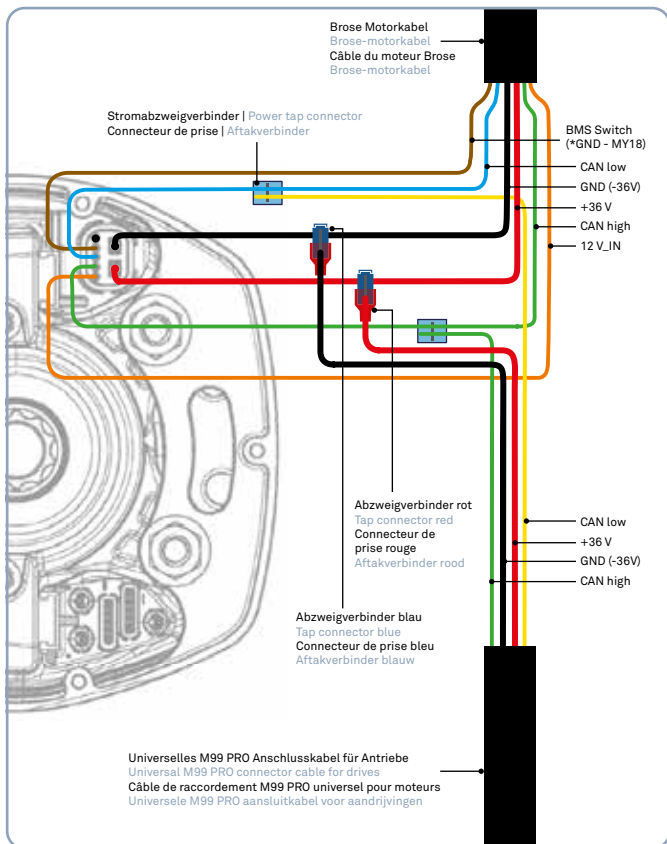 Brose Motorkabel
Brose-motorkabel
Câble du moteur Brose
Brose-motorkabel
Stromabzweigverbinder | Power tap connector
Connecteur de prise | Aftakverbinder
BMS Switch
(*GND - MY18)
CAN low
GND (-36V)
+36 V
CAN high
12 V_IN
Abzweigverbinder rot
Tap connector red
Connecteur de
prise rouge
Aftakverbinder rood
CAN low
+36 V
GND (-36V)
CAN high
Abzweigverbinder blau
Tap connector blue
Connecteur de prise bleu
Aftakverbinder blauw
Universelles M99 PRO Anschlusskabel für Antriebe
Universal M99 PRO connector cable for drives
Câble de raccordement M99 PRO universel pour moteurs
Universele M99 PRO aansluitkabel voor aandrijvingen